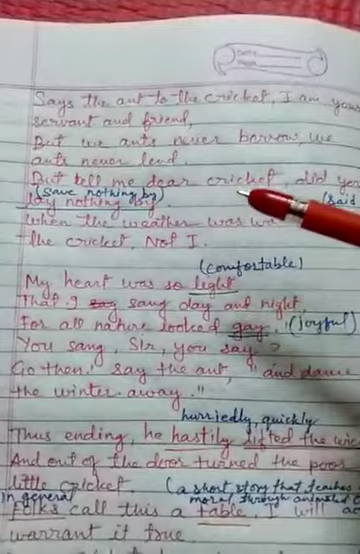 Says the ant to the cricket, I am you
servant and friend,
But we ants never borrow, we
ants never lend.
But tell me dear cricket, did yo
(save nothing by) (said
lay nothing by?
when the weather was wa
the cricket, Not I.
(comfortable)
My heart was so light
That I sang day and night
For all nature looked gay. (joyful)
You sang, Sir, you say?
Go then," say the ant, "and dance
the winter away."
hurriedly, quickly
Thus ending, he hastily lifted the wic
And out of the door turned the poor
little cricket. (a short story that teaches
in general moral through animated
Folks call this a fable. I will
warrant it true.